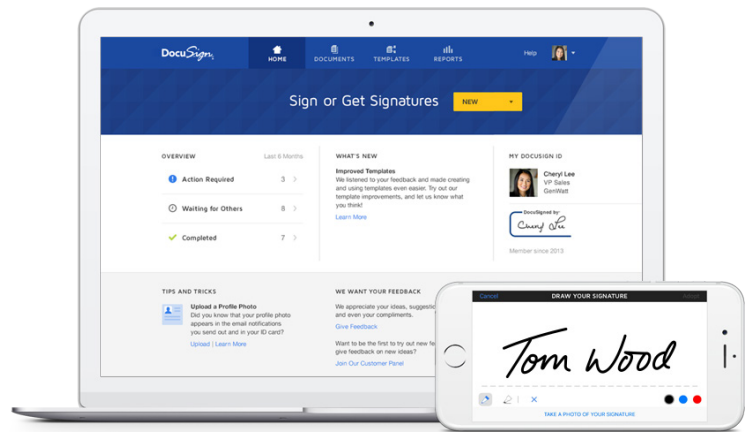 DocuSign
HOME
DOCUMENTS
TEMPLATES
REPORTS
Help
Sign or Get Signatures
NEW
OVERVIEW
Last 6 Months
Action Required 3
Waiting for Others 8
Completed 7
WHAT'S NEW
Improved Templates
We listened to your feedback and made creating
and using templates even easier. Try out our
template improvements, and let us know what
you think!
Learn More
MY DOCUSIGN ID
Cheryl Lee
VP Sales
GenWatt
DocuSigned by:
Cheryl Lee
Member since 2013
TIPS AND TRICKS
Upload a Profile Photo
Did you know that your profile photo
appears in the email notifications
you send out and in your ID card?
Upload | Learn More
WE WANT YOUR FEEDBACK
We appreciate your ideas, suggestic
and even your compliments.
Give Feedback
Want to be the first to try out new fe
give feedback on new ideas?
Join Our Customer Panel
Cancel
DRAW YOUR SIGNATURE
Tom Wood
TAKE A PHOTO OF YOUR SIGNATURE